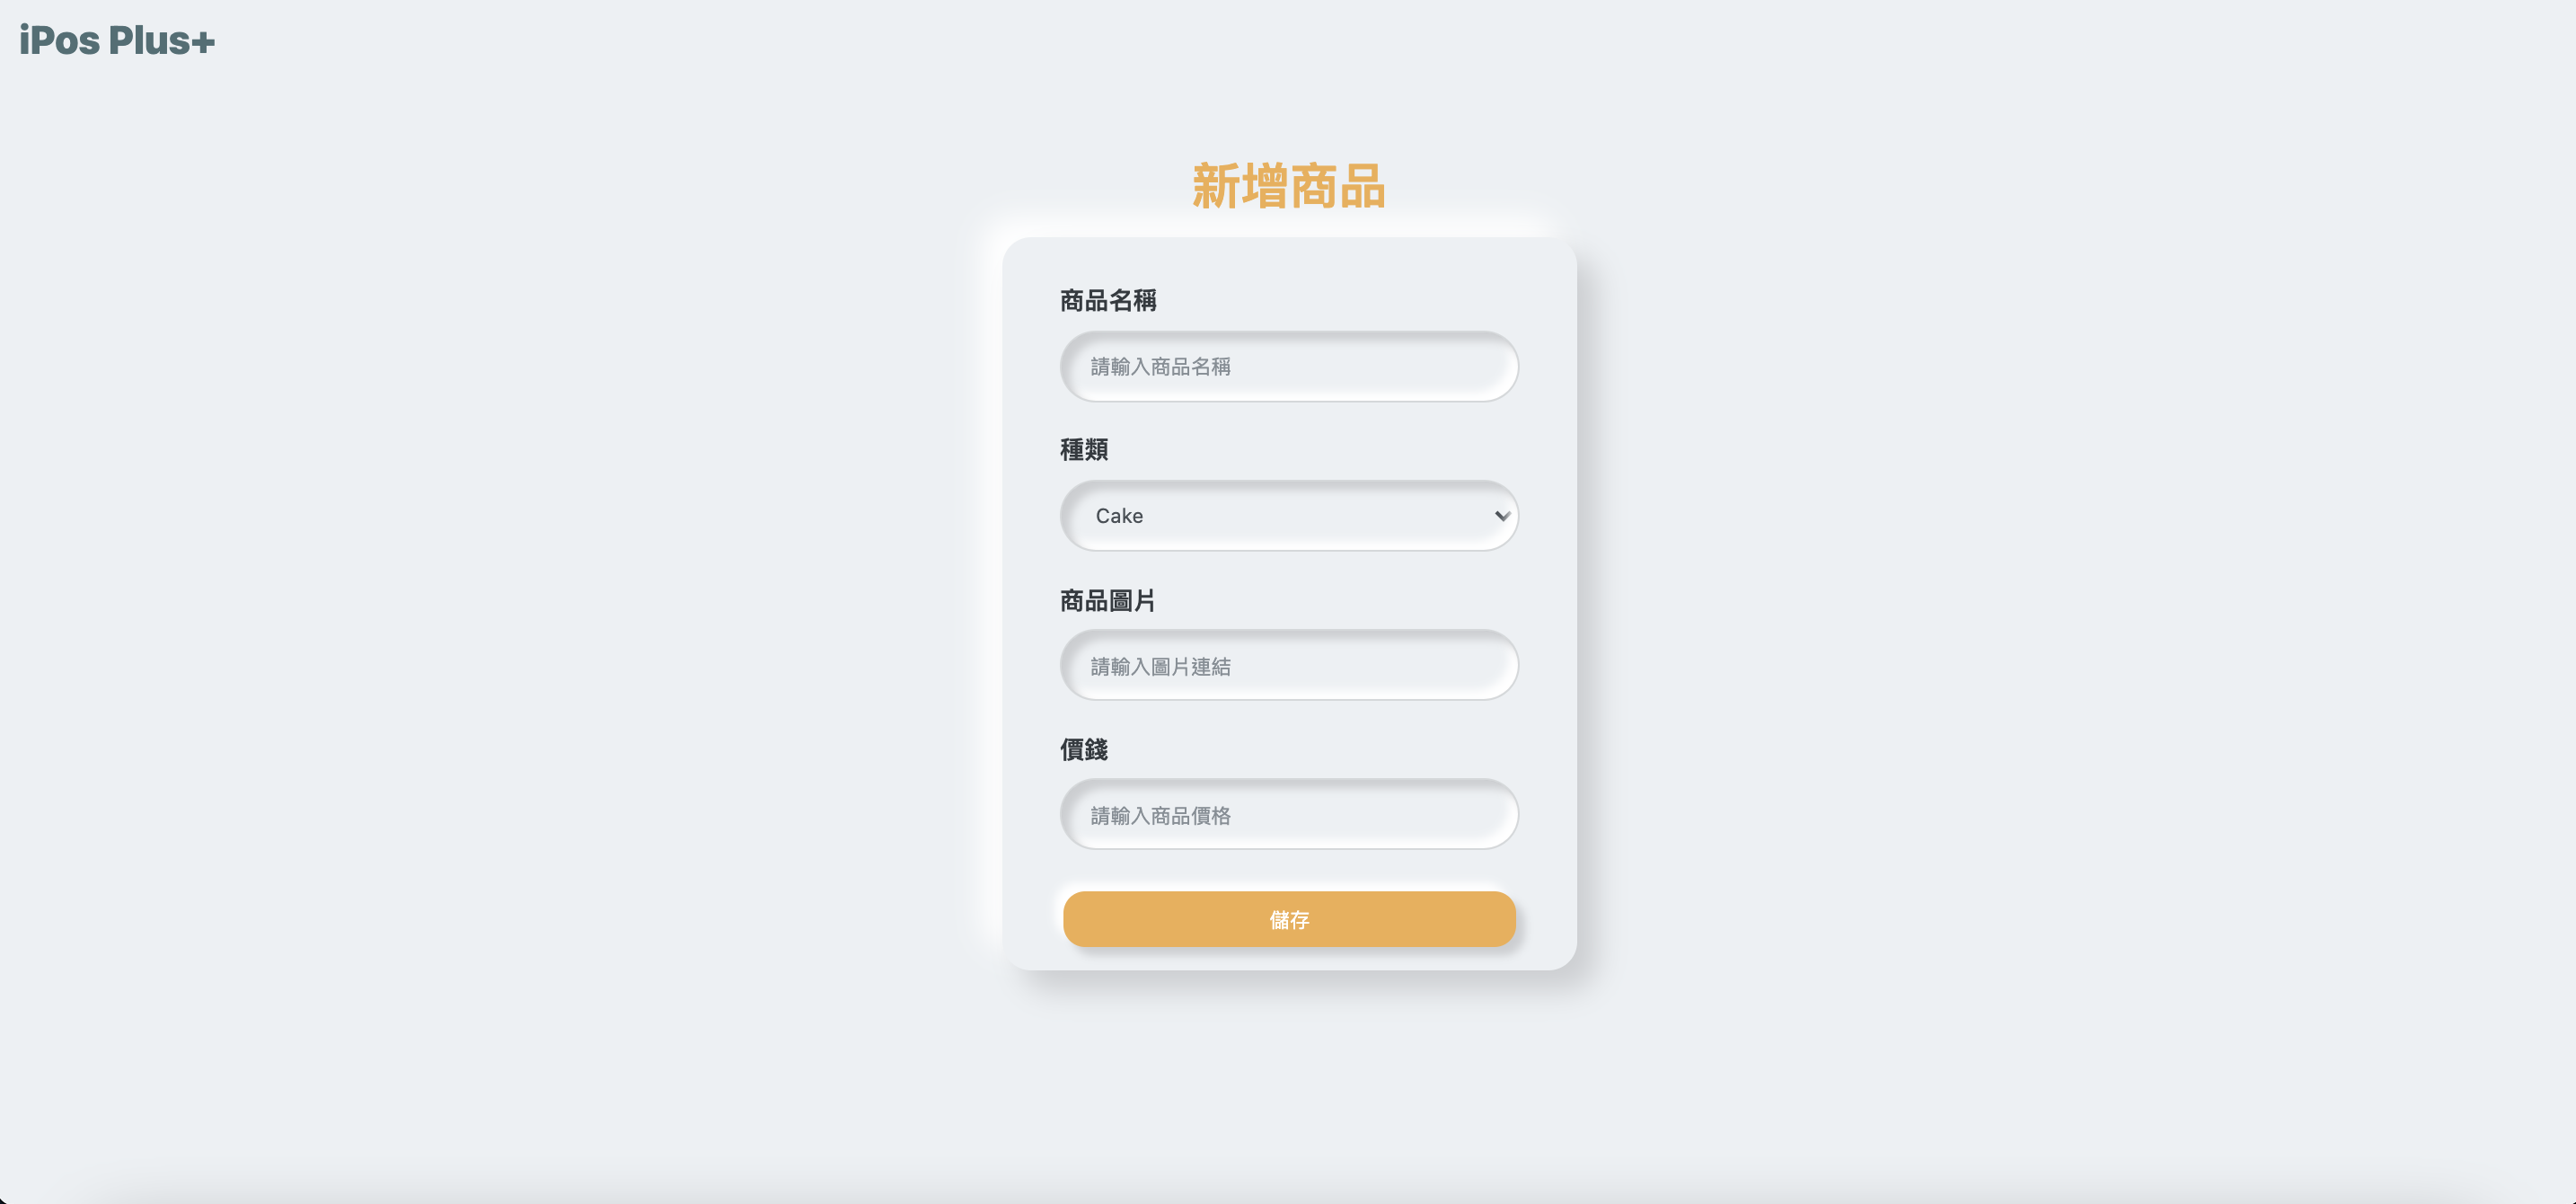 iPos Plus+
新增商品
商品名稱
請輸入商品名稱
種類
Cake
商品圖片
請輸入圖片連結
價錢
請輸入商品價格
儲存